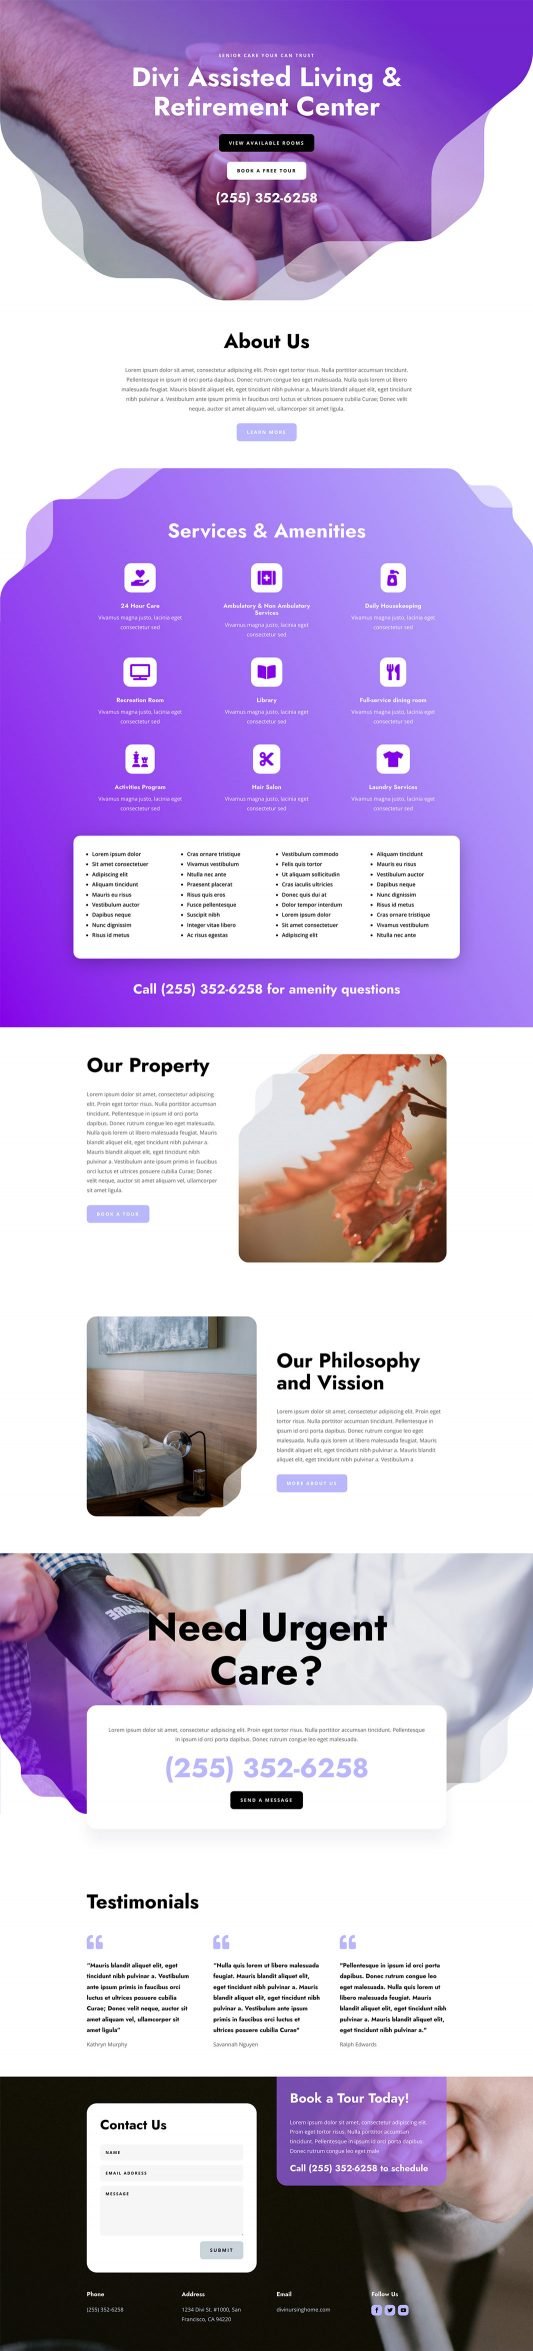 SENIOR CARE YOUR CAN TRUST
Divi Assisted Living &
Retirement Center
VIEW AVAILABLE ROOMS
BOOK A FREE TOUR
(255) 352-6258
About Us
Lorem ipsum dolor sit amet, consectetur adipiscing elit. Proin eget tortor risus. Nulla porttitor accumsan tincidunt.
Pellentesque in ipsum id orci porta dapibus. Donec rutrum congue leo eget malesuada. Nulla quis lorem ut libero
malesuada feugiat. Mauris blandit aliquet elit, eget tincidunt nibh pulvinar a. Mauris blandit aliquet elit, eget tincidunt
nibh pulvinar a. Vestibulum ante ipsum primis in faucibus orci luctus et ultrices posuere cubilia Curae; Donec velit
neque, auctor sit amet aliquam vel, ullamcorper sit amet ligula.
LEARN MORE
Services & Amenities
24 Hour Care
Vivamus magna justo, lacinia eget
consectetur sed
Ambulatory & Non Ambulatory
Services
Vivamus magna justo, lacinia eget
consectetur sed
Daily Housekeeping
Vivamus magna justo, lacinia eget
consectetur sed
Recreation Room
Vivamus magna justo, lacinia eget
consectetur sed
Library
Vivamus magna justo, lacinia eget
consectetur sed
Full-service dining room
Vivamus magna justo, lacinia eget
consectetur sed
Activities Program
Vivamus magna justo, lacinia eget
consectetur sed
Hair Salon
Vivamus magna justo, lacinia eget
consectetur sed
Laundry Services
Vivamus magna justo, lacinia eget
consectetur sed
Lorem ipsum dolor
Sit amet consectetuer
Adipiscing elit
Aliquam tincidunt
Mauris eu risus
Vestibulum auctor
Dapibus neque
Nunc dignissim
Risus id metus
Cras ornare tristique
Vivamus vestibulum
Ntulla nec ante
Praesent placerat
Risus quis eros
Fusce pellentesque
Suscipit nibh
Integer vitae libero
Ac risus egestas
Vestibulum commodo
Felis quis tortor
Ut aliquam sollicitudin
Cras iaculis ultricies
Donec quis dui at
Dolor tempor interdum
Lorem ipsum dolor
Sit amet consectetuer
Adipiscing elit
Aliquam tincidunt
Mauris eu risus
Vestibulum auctor
Dapibus neque
Nunc dignissim
Risus id metus
Cras ornare tristique
Vivamus vestibulum
Ntulla nec ante
Call (255) 352-6258 for amenity questions
Our Property
Lorem ipsum dolor sit amet, consectetur adipiscing
elit. Proin eget tortor risus. Nulla porttitor accumsan
tincidunt. Pellentesque in ipsum id orci porta
dapibus. Donec rutrum congue leo eget malesuada.
Nulla quis lorem ut libero malesuada feugiat. Mauris
blandit aliquet elit, eget tincidunt nibh pulvinar a.
Mauris blandit aliquet elit, eget tincidunt nibh
pulvinar a. Vestibulum ante ipsum primis in faucibus
orci luctus et ultrices posuere cubilia Curae; Donec
velit neque, auctor sit amet aliquam vel, ullamcorper
sit amet ligula.
BOOK A TOUR
Our Philosophy
and Vission
Lorem ipsum dolor sit amet, consectetur adipiscing elit. Proin eget
tortor risus. Nulla porttitor accumsan tincidunt. Pellentesque in
ipsum id orci porta dapibus. Donec rutrum congue leo eget
malesuada. Nulla quis lorem ut libero malesuada feugiat. Mauris
blandit aliquet elit, eget tincidunt nibh pulvinar a. Mauris blandit
aliquet elit, eget tincidunt nibh pulvinar a. Vestibulum a
MORE ABOUT US
Need Urgent
Care?
Lorem ipsum dolor sit amet, consectetur adipiscing elit. Proin eget tortor risus. Nulla porttitor accumsan tincidunt. Pellentesque
in ipsum id orci porta dapibus. Donec rutrum congue leo eget malesuada.
(255) 352-6258
SEND A MESSAGE
Testimonials
"Mauris blandit aliquet elit, eget
tincidunt nibh pulvinar a. Vestibulum
ante ipsum primis in faucibus orci
luctus et ultrices posuere cubilia
Curae; Donec velit neque, auctor sit
amet aliquam vel, ullamcorper sit
amet ligula"
Kathryn Murphy
"Nulla quis lorem ut libero malesuada
feugiat. Mauris blandit aliquet elit,
eget tincidunt nibh pulvinar a. Mauris
blandit aliquet elit, eget tincidunt nibh
pulvinar a. Vestibulum ante ipsum
primis in faucibus orci luctus et
ultrices posuere cubilia Curae"
Savannah Nguyen
"Pellentesque in ipsum id orci porta
dapibus. Donec rutrum congue leo
eget malesuada. Nulla quis lorem ut
libero malesuada feugiat. Mauris
blandit aliquet elit, eget tincidunt nibh
pulvinar a. Mauris blandit aliquet elit,
eget tincidunt nibh pulvinar a."
Ralph Edwards
Contact Us
NAME
EMAIL ADDRESS
MESSAGE
SUBMIT
Book a Tour Today!
Lorem ipsum dolor sit amet, consectetur adipiscing elit.
Proin eget tortor risus. Nulla porttitor accumsan
tincidunt. Pellentesque in ipsum id orci porta dapibus.
Donec rutrum congue leo eget male
Call (255) 352-6258 to schedule
Phone
(255) 352-6258
Address
1234 Divi St. #1000, San
Francisco, CA 94220
Email
divinursinghome.com
Follow Us